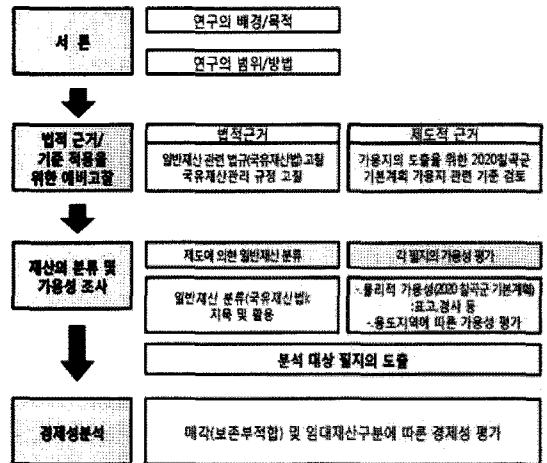 서 론
연구의 배경/목적
연구의 범위/방법
법적 근거/
기준 적용을
위한 예비고찰
법적근거
일반재산 관련 법규(국유재산법) 고찰
국유재산관리 규정 고찰
제도적 근거
가용지의 도출을 위한 2020칠곡군
기본계획 가용지 관련 기준 검토
재산의 분류 및
가용성 조사
제도에 의한 일반재산 분류
일반재산 분류(국유재산법):
지목 및 활용
각 필지의 가용성 평가
-.물리적 가용성(2020 칠곡군 기본계획)
:표고,경사 등
-.용도지역에 따른 가용성 평가
분석 대상 필지의 도출
경제성분석
매각(보존부적합) 및 임대재산구분에 따른 경제성 평가